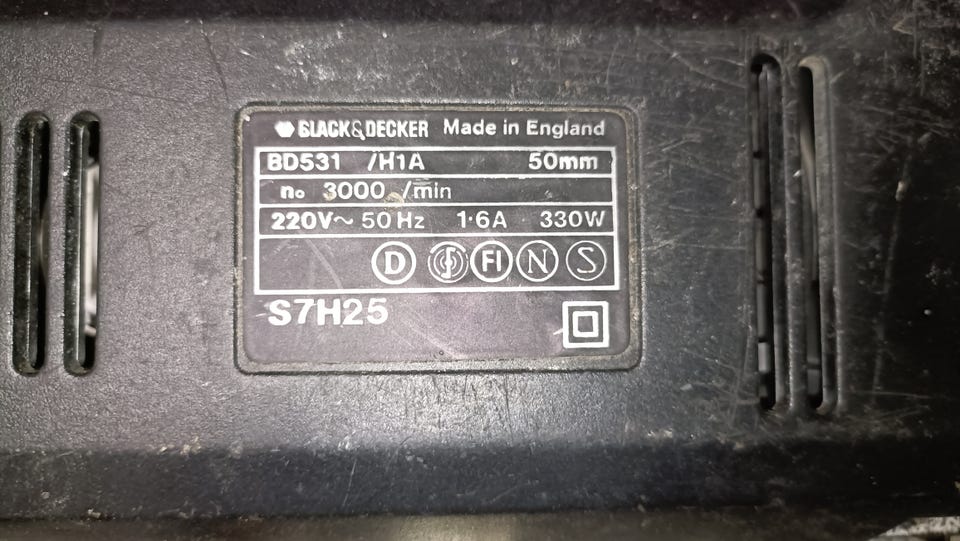 BLACK&DECKER Made in England
BD531 /H1A 50mm
no 3000 /min
220V~ 50Hz 1·6A 330W
D S FI N S
S7H25